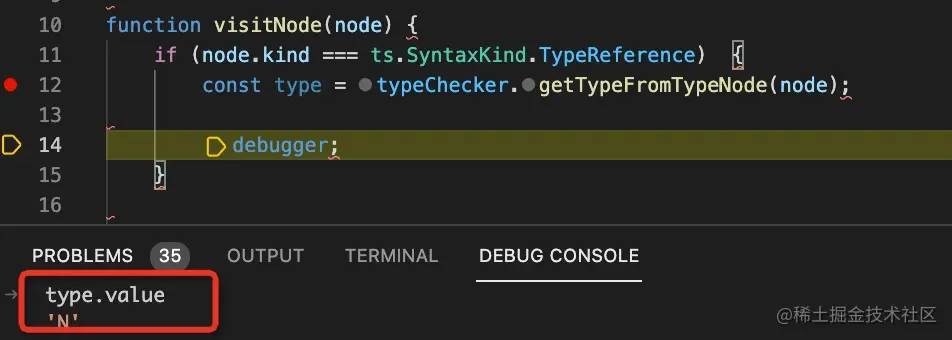 10 function visitNode(node) {
11 if (node.kind === ts.SyntaxKind.TypeReference) {
12 const type = typeChecker.getTypeFromTypeNode(node);
13
14 debugger;
15 }
16
PROBLEMS 35 OUTPUT TERMINAL DEBUG CONSOLE
type.value
'N'
@稀土掘金技术社区